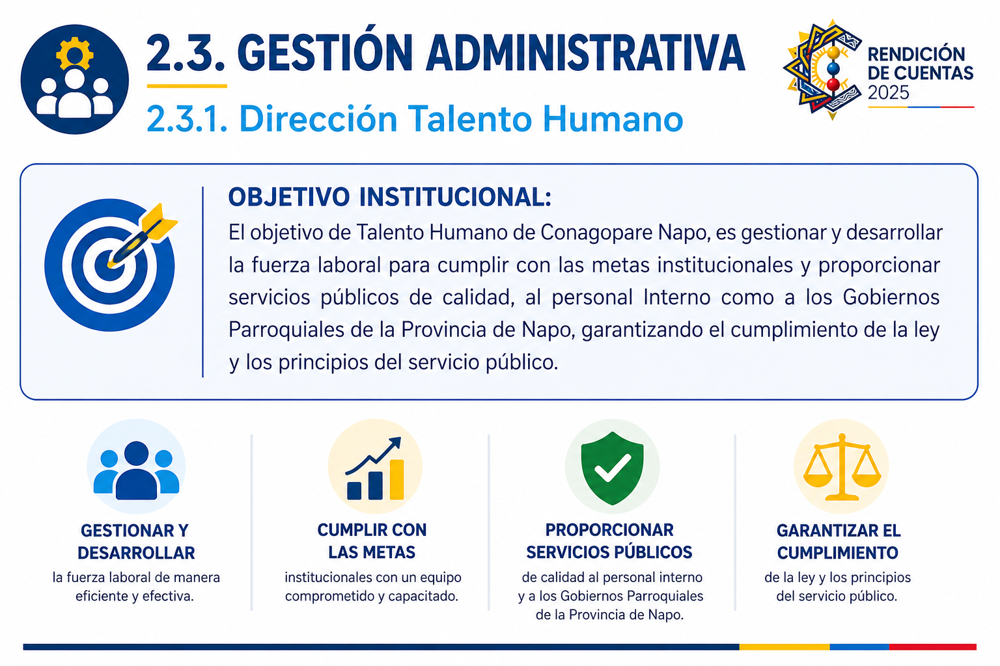 2.3. GESTIÓN ADMINISTRATIVA
2.3.1. Dirección Talento Humano
RENDICIÓN
DE CUENTAS
2025
OBJETIVO INSTITUCIONAL:
El objetivo de Talento Humano de Conagopare Napo, es gestionar y desarrollar
la fuerza laboral para cumplir con las metas institucionales y proporcionar
servicios públicos de calidad, al personal Interno como a los Gobiernos
Parroquiales de la Provincia de Napo, garantizando el cumplimiento de la ley
y los principios del servicio público.
GESTIONAR Y
DESARROLLAR
la fuerza laboral de manera
eficiente y efectiva.
CUMPLIR CON
LAS METAS
institucionales con un equipo
comprometido y capacitado.
PROPORCIONAR
SERVICIOS PÚBLICOS
de calidad al personal interno
y a los Gobiernos Parroquiales
de la Provincia de Napo.
GARANTIZAR EL
CUMPLIMIENTO
de la ley y los principios
del servicio público.